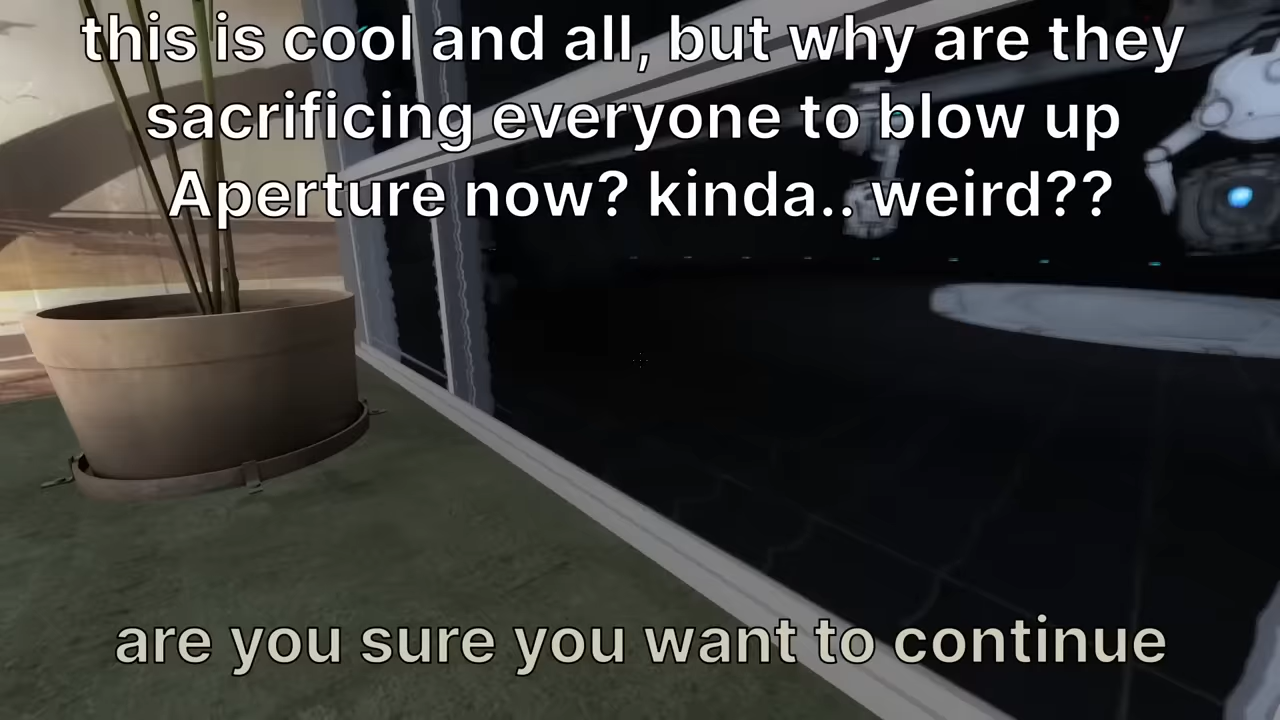 this is cool and all, but why are they
sacrificing everyone to blow up
Aperture now? kinda.. weird??
are you sure you want to continue